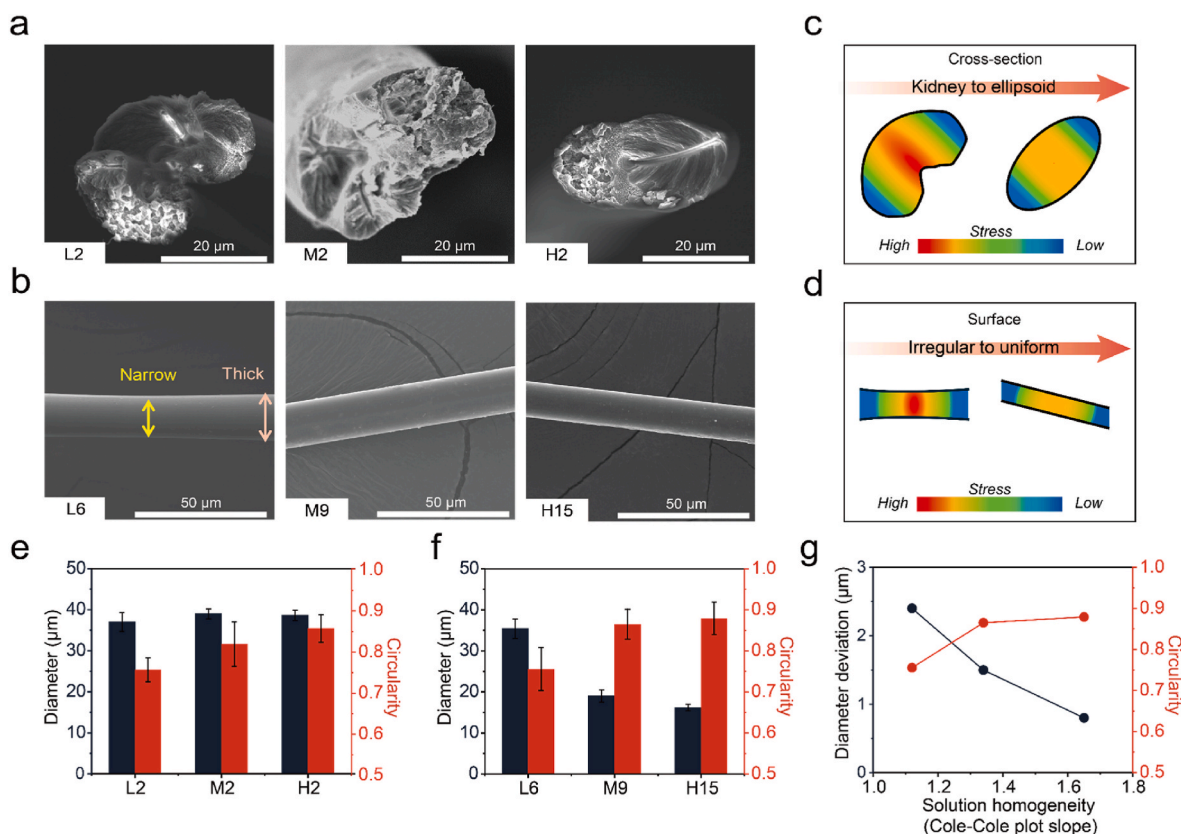 a
L2
20 µm
M2
20 µm
H2
20 µm
b
Narrow
Thick
L6
50 µm
M9
50 µm
H15
50 µm
c
Cross-section
Kidney to ellipsoid
High
Stress
Low
d
Surface
Irregular to uniform
High
Stress
Low
e
Diameter (µm)
50
40
30
20
10
0
1.0
0.9
0.8
0.7
0.6
0.5
Circularity
L2
M2
H2
f
Diameter (µm)
50
40
30
20
10
0
1.0
0.9
0.8
0.7
0.6
0.5
Circularity
L6
M9
H15
g
Diameter deviation (µm)
3
2
1
0
1.0
0.9
0.8
0.7
0.6
0.5
Circularity
1.0
1.2
1.4
1.6
1.8
Solution homogeneity
(Cole-Cole plot slope)